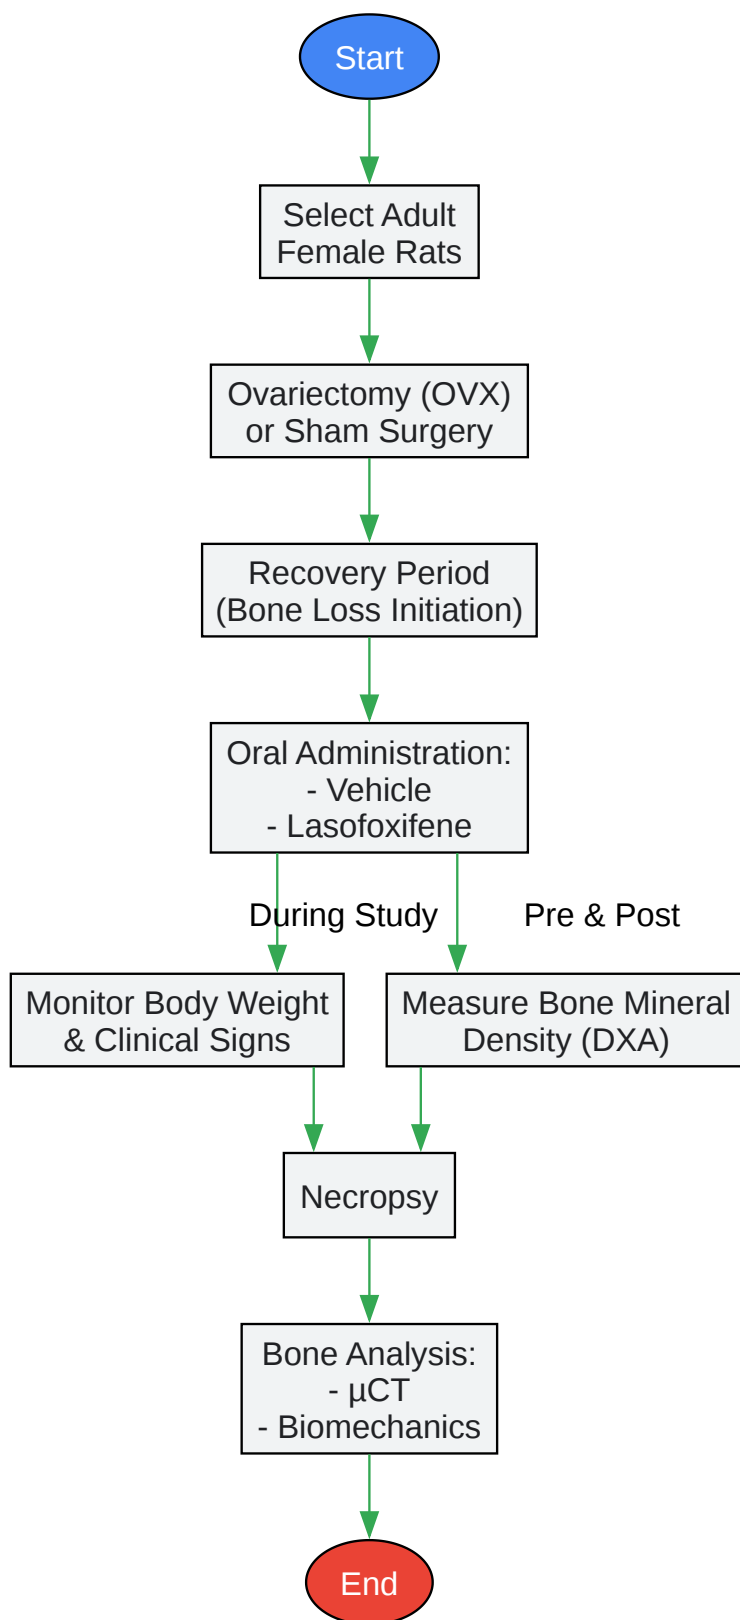 Start
Select Adult
Female Rats
Ovariectomy (OVX)
or Sham Surgery
Recovery Period
(Bone Loss Initiation)
Oral Administration:
- Vehicle
- Lasofoxifene
During Study
Pre & Post
Monitor Body Weight
& Clinical Signs
Measure Bone Mineral
Density (DXA)
Necropsy
Bone Analysis:
- µCT
- Biomechanics
End